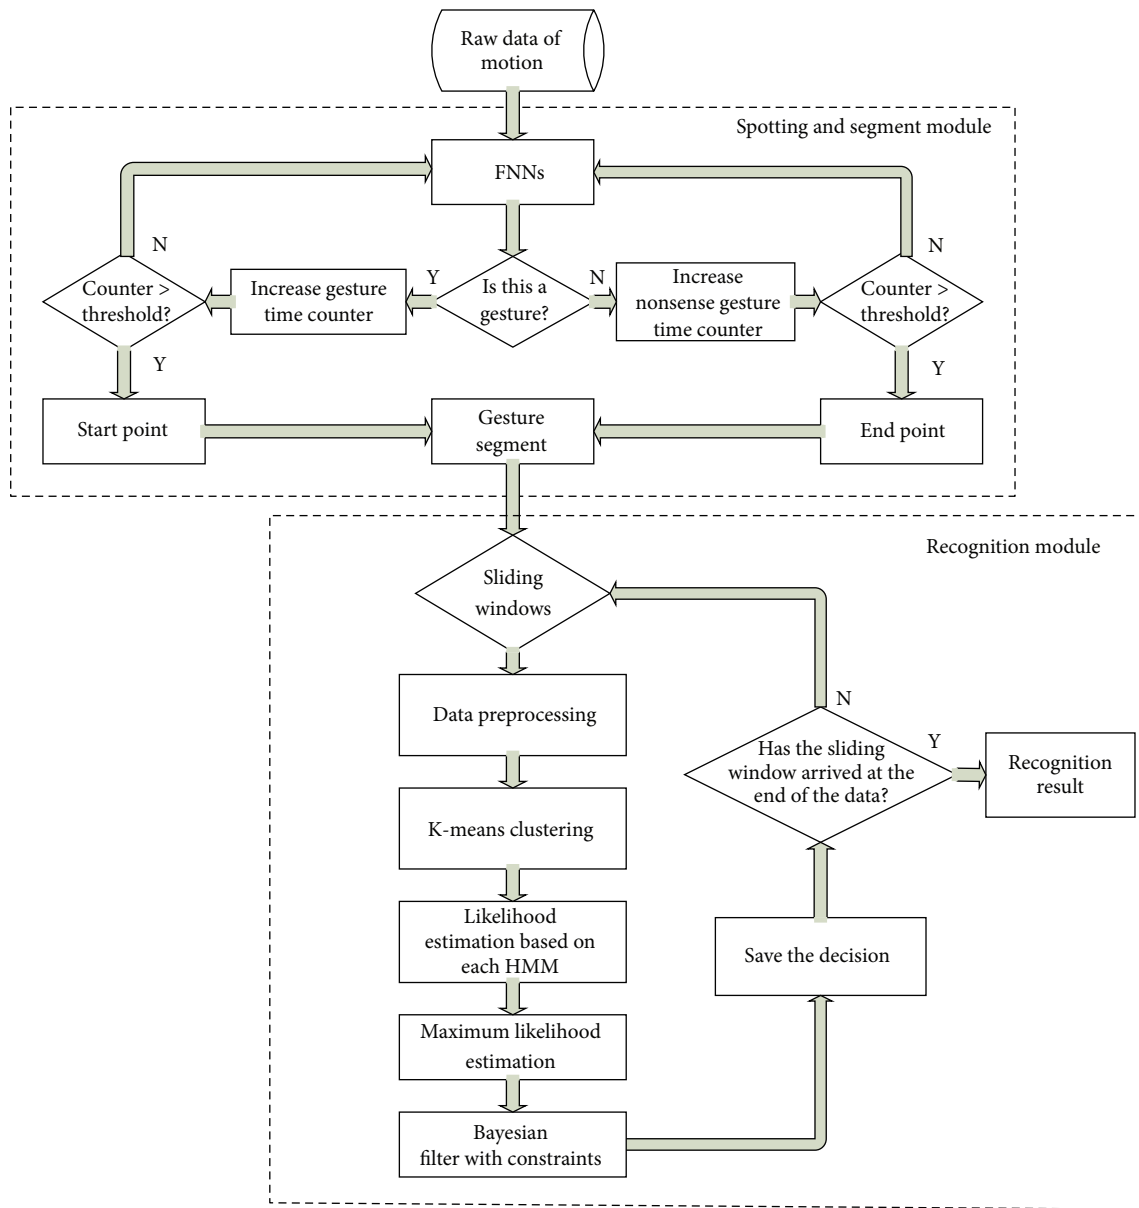 Raw data of
motion
Spotting and segment module
FNNs
N
N
Counter >
threshold?
Increase gesture
time counter
Y
Is this a
gesture?
N
Increase
nonsense gesture
time counter
Counter >
threshold?
Y
Y
Start point
Gesture
segment
End point
Recognition module
Sliding
windows
Data preprocessing
N
Has the sliding
window arrived at the
end of the data?
Y
Recognition
result
K-means clustering
Likelihood
estimation based on
each HMM
Save the decision
Maximum likelihood
estimation
Bayesian
filter with constraints